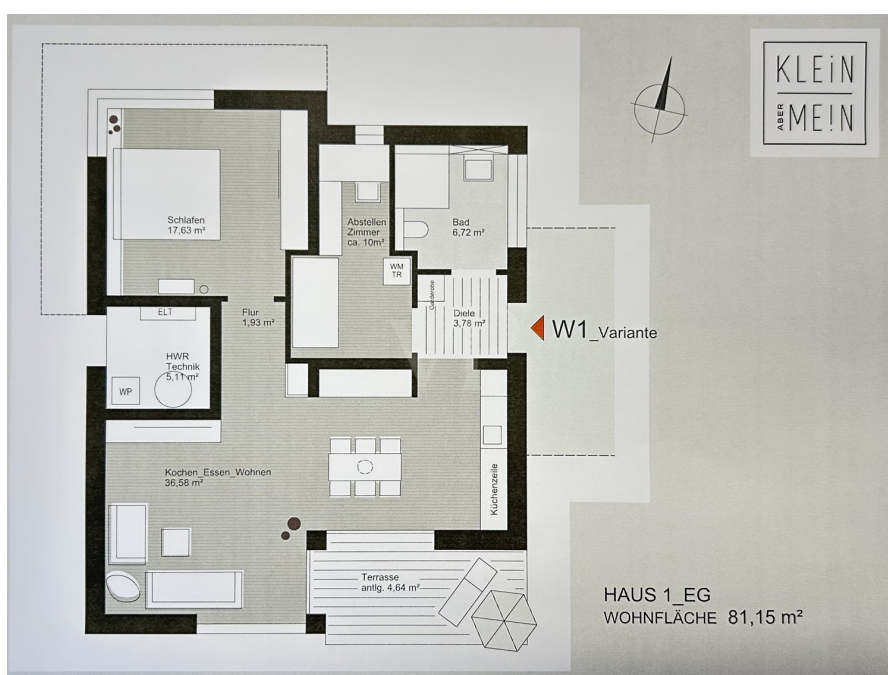 KLEiN
ABER
ME!N
Schlafen
17,63 m²
Abstellen
Zimmer
ca. 10m²
Bad
6,72 m²
WM
TR
Garderobe
ELT
Flur
1,93 m²
Diele
3,78 m²
W1_Variante
HWR
Technik
5,11 m²
WP
Kochen_Essen_Wohnen
36,58 m²
Küchenzeile
Terrasse
antlg. 4,64 m²
HAUS 1_EG
WOHNFLÄCHE 81,15 m²